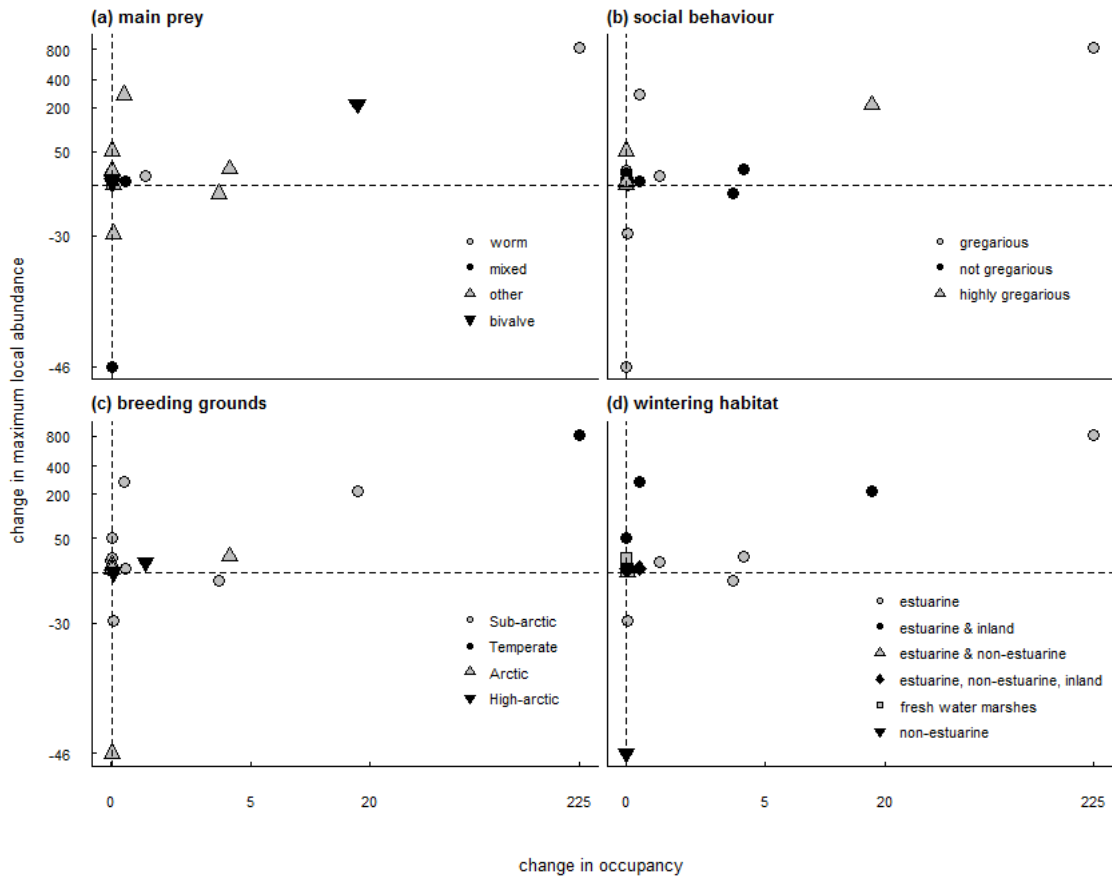 (a) main prey
(b) social behaviour
800
400
200
50
-30
-46
worm
mixed
other
bivalve
gregarious
not gregarious
highly gregarious
change in maximum local abundance
(c) breeding grounds
(d) wintering habitat
800
400
200
50
-30
-46
Sub-arctic
Temperate
Arctic
High-arctic
estuarine
estuarine & inland
estuarine & non-estuarine
estuarine, non-estuarine, inland
fresh water marshes
non-estuarine
0 5 20 225
0 5 20 225
change in occupancy